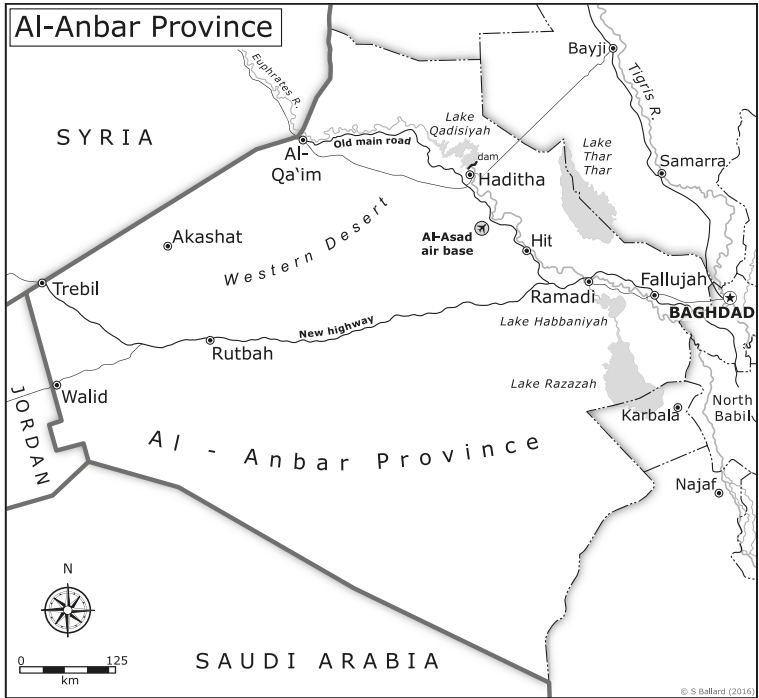 Al-Anbar Province
Euphrates R.
Bayji
Tigris R.
SYRIA
Lake
Qadisiyah
Old main road
Al-
Qa‘im
dam
Haditha
Lake
Thar
Thar
Samarra
Akashat
Western Desert
Al-Asad
air base
Hit
Trebil
Ramadi
Fallujah
BAGHDAD
New highway
Lake Habbaniyah
Rutbah
Walid
Lake Razazah
JORDAN
Karbala
North
Babil
Al - Anbar Province
Najaf
N
0 125
km
SAUDI ARABIA
© S Ballard (2016)